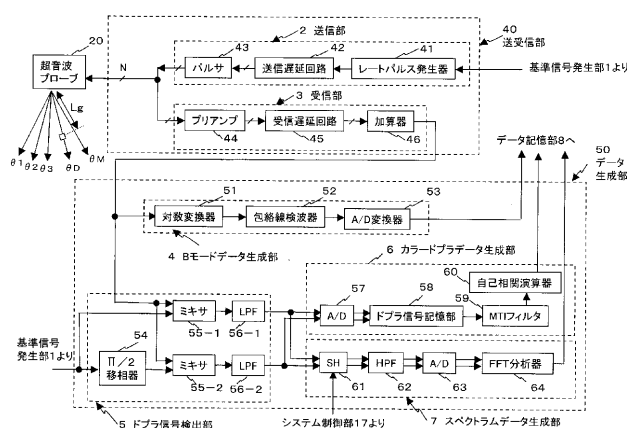 20
超音波
プローブ
N
Lg
θ1
θ2
θ3
θD
θM
2 送信部
40
送受信部
43
42
41
パルサ
送信遅延回路
レートパルス発生器
基準信号発生部1より
3 受信部
プリアンプ
受信遅延回路
加算器
44
45
46
データ記憶部8へ
50 データ
生成部
51
52
53
対数変換器
包絡線検波器
A/D変換器
4 Bモードデータ生成部
6 カラードプラデータ生成部
60
自己相関演算器
57
58
59
A/D
ドプラ信号記憶部
MTIフィルタ
ミキサ
LPF
55-1
56-1
54
基準信号
発生部1より
Π/2
移相器
ミキサ
LPF
55-2
56-2
SH
HPF
A/D
FFT分析器
61
62
63
64
5 ドプラ信号検出部
システム制御部17より
7 スペクトラムデータ生成部